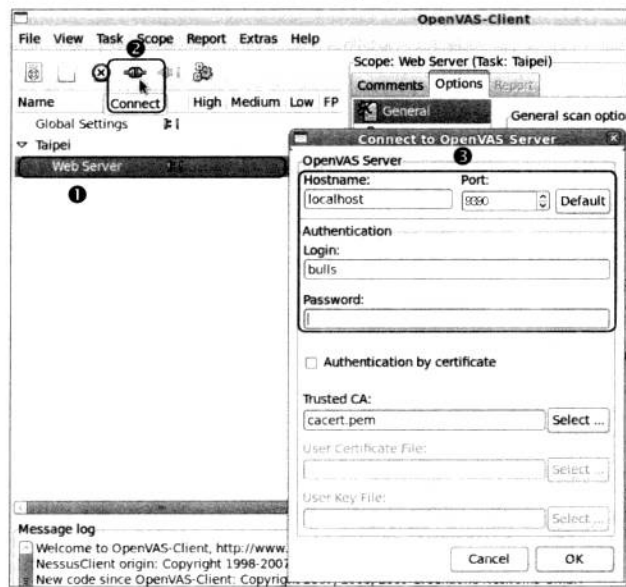 OpenVAS-Client
File View Task Scope Report Extras Help
❷
Scope: Web Server (Task: Taipei)
Comments Options Report
Name Connect High Medium Low FP
General
General scan optio
Global Settings
Taipei
Web Server
❶
Connect to OpenVAS Server
❸
OpenVAS Server
Hostname: Port:
localhost 9390 Default
Authentication
Login:
bulls
Password:
Authentication by certificate
Trusted CA:
cacert.pem Select ...
User Certificate File:
Select ...
User Key File:
Select ...
Cancel OK
Message log
Welcome to OpenVAS-Client, http://www.
NessusClient origin: Copyright 1998-2007
New code since OpenVAS-Client: Copyrig